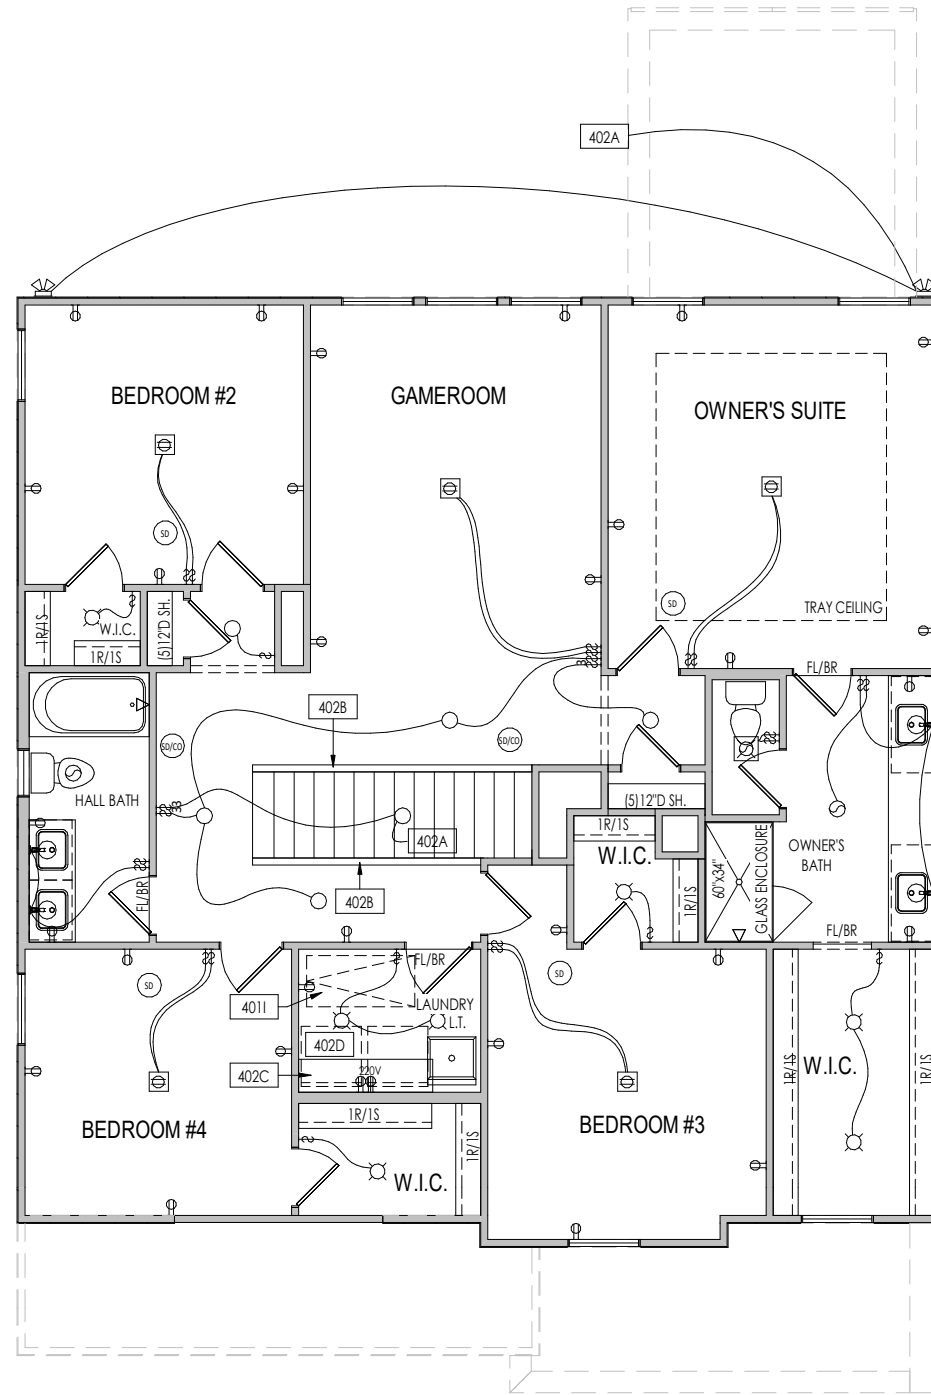 402A
BEDROOM #2
GAMEROOM
OWNER'S SUITE
SD
SD
TRAY CEILING
1R/1S
W.I.C.
1R/1S
(5)12"D SH.
FL/BR
402B
SD/CO
SD/CO
HALL BATH
(5)12"D SH.
1R/1S
W.I.C.
1R/1S
402A
402B
FL/BR
60"x34"
GLASS ENCLOSURE
OWNER'S
BATH
FL/BR
SD
FL/BR
SD
401I
LAUNDRY
L.T.
402D
402C
220V
1R/1S
W.I.C.
1R/1S
BEDROOM #4
1R/1S
W.I.C.
1R/1S
BEDROOM #3